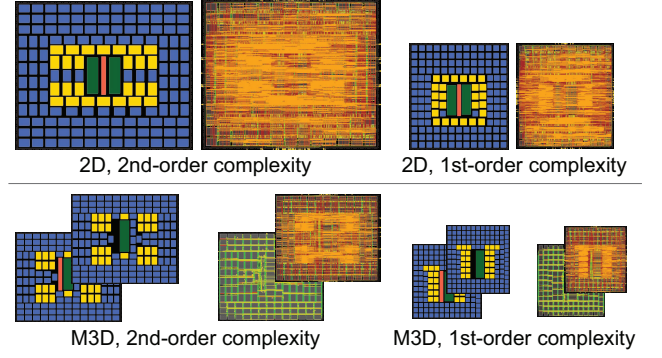 2D, 2nd-order complexity
2D, 1st-order complexity
M3D, 2nd-order complexity
M3D, 1st-order complexity